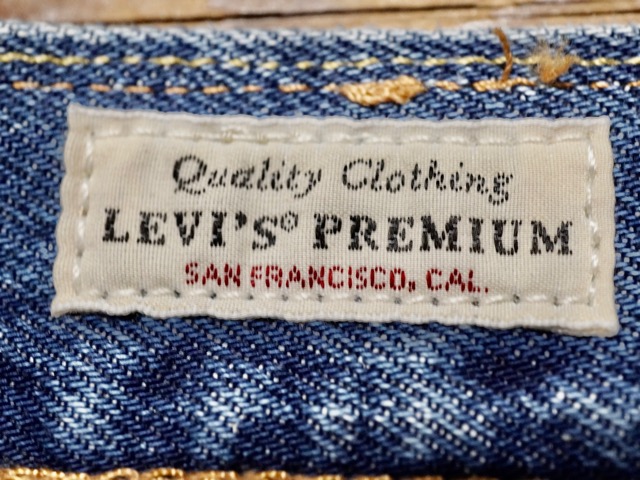 Quality Clothing
LEVI'S® PREMIUM
SAN FRANCISCO, CAL.